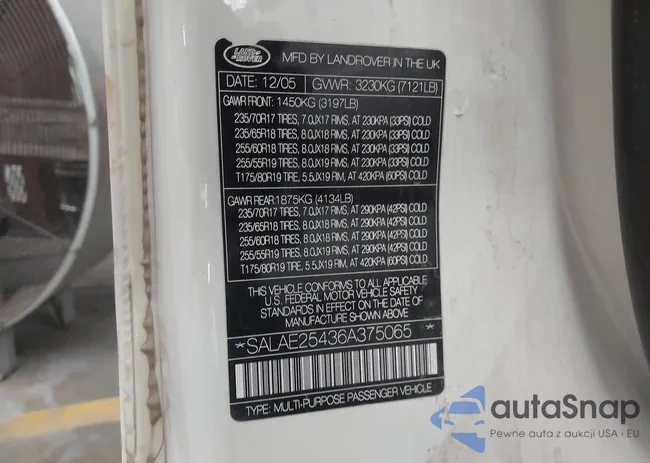 LAND
ROVER
MFD BY LANDROVER IN THE UK
DATE: 12/05 GVWR: 3230KG (7121LB)
GAWR FRONT: 1450KG (3197LB)
235/70R17 TIRES, 7.0JX17 RIMS, AT 230KPA (33PSI) COLD
235/65R18 TIRES, 8.0JX18 RIMS, AT 230KPA (33PSI) COLD
255/60R18 TIRES, 8.0JX18 RIMS, AT 230KPA (33PSI) COLD
255/55R19 TIRES, 8.0JX19 RIMS, AT 230KPA (33PSI) COLD
T175/80R19 TIRE, 5.5JX19 RIM, AT 420KPA (60PSI) COLD
GAWR REAR:1875KG (4134LB)
235/70R17 TIRES, 7.0JX17 RIMS, AT 290KPA (42PSI) COLD
235/65R18 TIRES, 8.0JX18 RIMS, AT 290KPA (42PSI) COLD
255/60R18 TIRES, 8.0JX18 RIMS, AT 290KPA (42PSI) COLD
255/55R19 TIRES, 8.0JX19 RIMS, AT 290KPA (42PSI) COLD
T175/80R19 TIRE, 5.5JX19 RIM, AT 420KPA (60PSI) COLD
THIS VEHICLE CONFORMS TO ALL APPLICABLE
U.S. FEDERAL MOTOR VEHICLE SAFETY
STANDARDS IN EFFECT ON THE DATE OF
MANUFACTURE SHOWN ABOVE
*SALAE25436A375065*
TYPE: MULTI-PURPOSE PASSENGER VEHICLE
autaSnap
Pewne auta z aukcji USA i EU